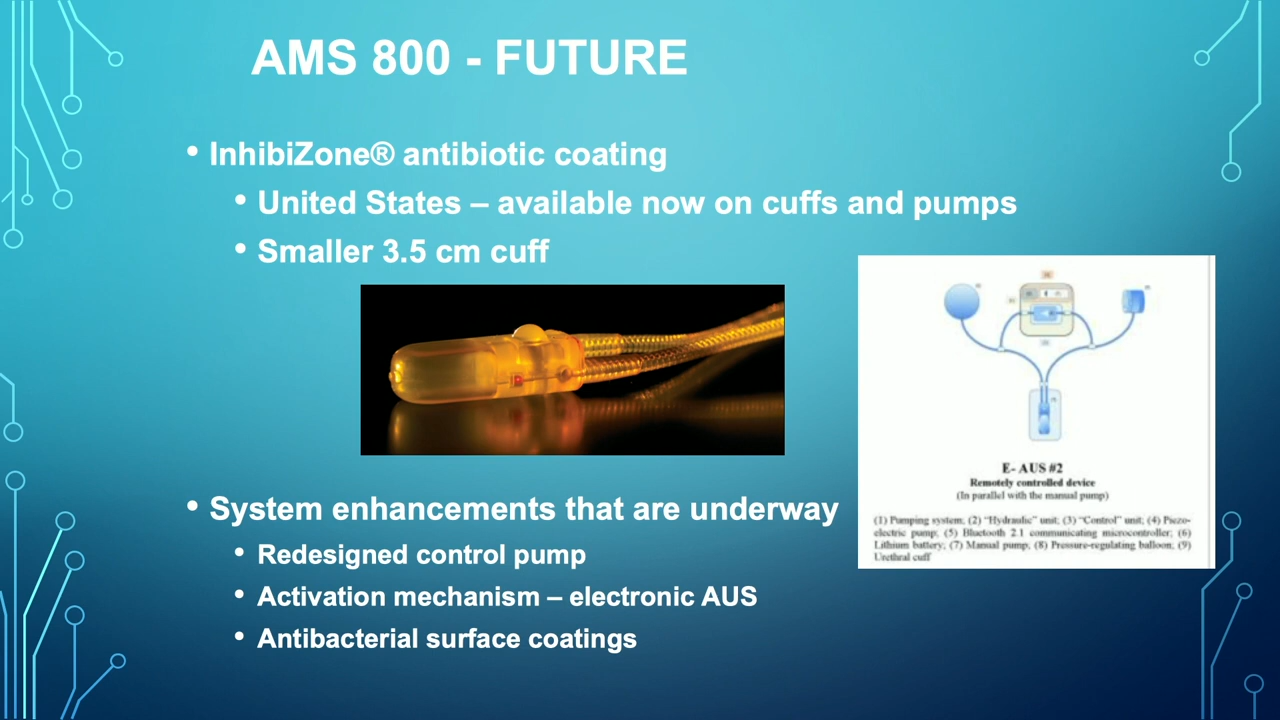 AMS 800 - FUTURE
• InhibiZone® antibiotic coating
• United States – available now on cuffs and pumps
• Smaller 3.5 cm cuff
• System enhancements that are underway
• Redesigned control pump
• Activation mechanism – electronic AUS
• Antibacterial surface coatings
E- AUS #2
Remotely controlled device
(In parallel with the manual pump)
(1) Pumping system; (2) “Hydraulic” unit; (3) “Control” unit; (4) Piezo-
electric pump; (5) Bluetooth 2.1 communicating microcontroller; (6)
Lithium battery; (7) Manual pump; (8) Pressure-regulating balloon; (9)
Urethral cuff